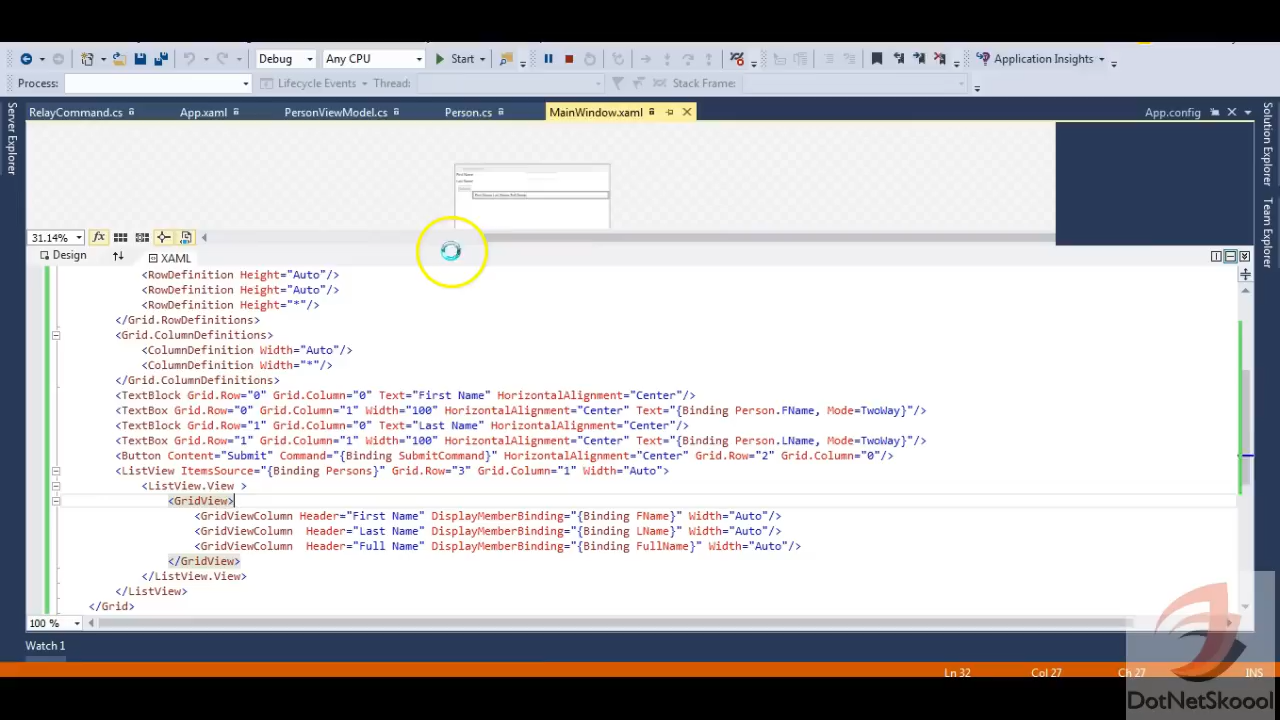 Debug Any CPU Start Application Insights
Process: Lifecycle Events Thread: Stack Frame:
RelayCommand.cs App.xaml PersonViewModel.cs Person.cs MainWindow.xaml App.config
Server Explorer
Solution Explorer
Team Explorer
31.14% fx
Design XAML
<RowDefinition Height="Auto"/>
<RowDefinition Height="Auto"/>
<RowDefinition Height="*"/>
</Grid.RowDefinitions>
<Grid.ColumnDefinitions>
<ColumnDefinition Width="Auto"/>
<ColumnDefinition Width="*"/>
</Grid.ColumnDefinitions>
<TextBlock Grid.Row="0" Grid.Column="0" Text="First Name" HorizontalAlignment="Center"/>
<TextBox Grid.Row="0" Grid.Column="1" Width="100" HorizontalAlignment="Center" Text="{Binding Person.FName, Mode=TwoWay}"/>
<TextBlock Grid.Row="1" Grid.Column="0" Text="Last Name" HorizontalAlignment="Center"/>
<TextBox Grid.Row="1" Grid.Column="1" Width="100" HorizontalAlignment="Center" Text="{Binding Person.LName, Mode=TwoWay}"/>
<Button Content="Submit" Command="{Binding SubmitCommand}" HorizontalAlignment="Center" Grid.Row="2" Grid.Column="0"/>
<ListView ItemsSource="{Binding Persons}" Grid.Row="3" Grid.Column="1" Width="Auto">
<ListView.View >
<GridView>
<GridViewColumn Header="First Name" DisplayMemberBinding="{Binding FName}" Width="Auto"/>
<GridViewColumn Header="Last Name" DisplayMemberBinding="{Binding LName}" Width="Auto"/>
<GridViewColumn Header="Full Name" DisplayMemberBinding="{Binding FullName}" Width="Auto"/>
</GridView>
</ListView.View>
</ListView>
</Grid>
100 %
Watch 1
Ln 32 Col 27 Ch 27 INS
DotNetSkoool